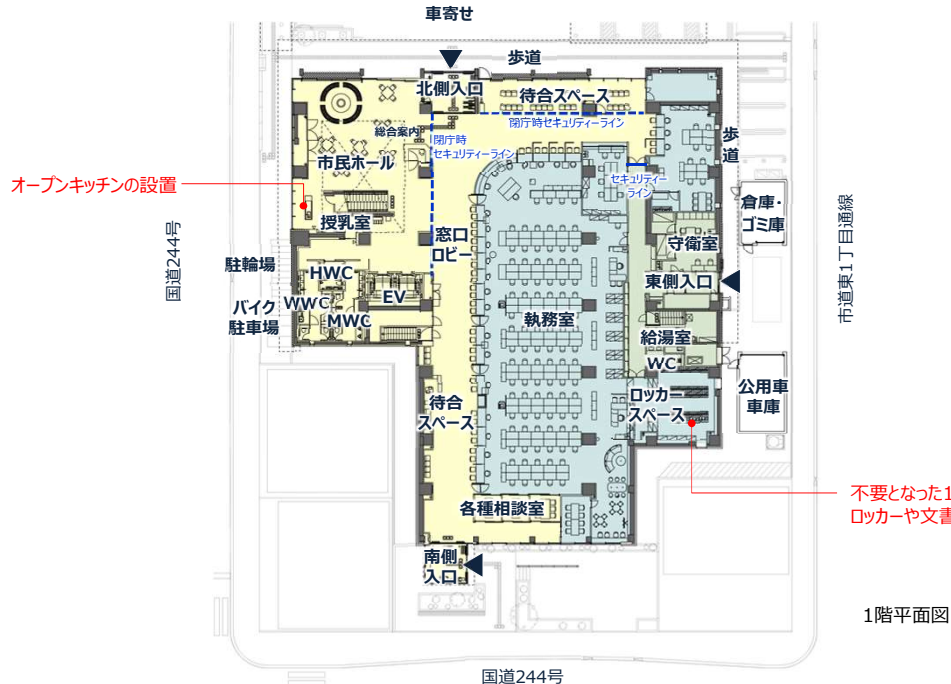 車寄せ
歩道
北側入口
待合スペース
閉庁時セキュリティーライン
総合案内
閉庁時
セキュリティーライン
歩道
市民ホール
セキュリティー
ライン
オープンキッチンの設置
倉庫・
ゴミ庫
授乳室
窓口
ロビー
守衛室
国道244号
市道東1丁目通線
駐輪場
HWC
東側入口
EV
WWC
バイク
駐車場
MWC
執務室
給湯室
WC
公用車
車庫
待合
スペース
ロッカー
スペース
不要となった1
ロッカーや文書
各種相談室
南側
入口
1階平面図
国道244号